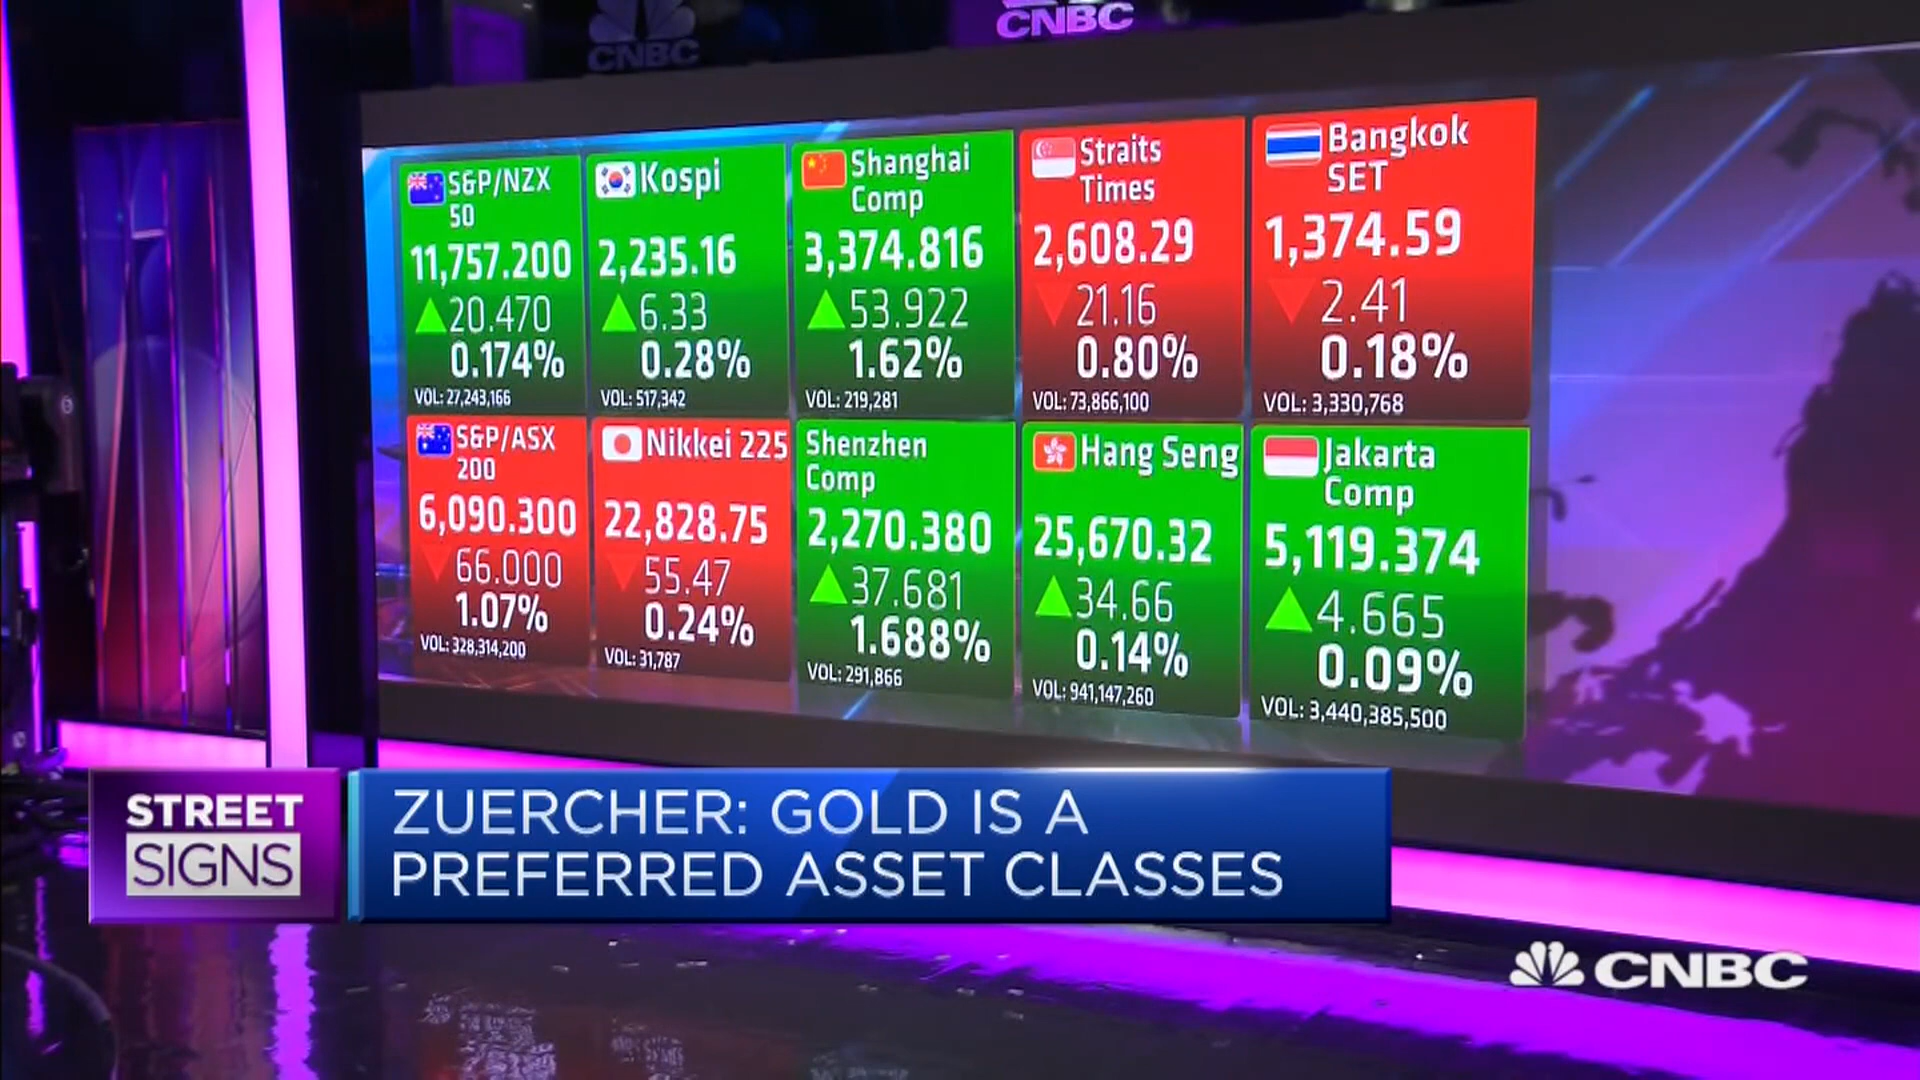 CNBC
CNBC
S&P/NZX
50
11,757.200
20.470
0.174%
VOL: 27,243,166
Kospi
2,235.16
6.33
0.28%
VOL: 517,342
Shanghai
Comp
3,374.816
53.922
1.62%
VOL: 219,281
Straits
Times
2,608.29
21.16
0.80%
VOL: 73,866,100
Bangkok
SET
1,374.59
2.41
0.18%
VOL: 3,330,768
S&P/ASX
200
6,090.300
66.000
1.07%
VOL: 328,314,200
Nikkei 225
22,828.75
55.47
0.24%
VOL: 31,787
Shenzhen
Comp
2,270.380
37.681
1.688%
VOL: 291,866
Hang Seng
25,670.32
34.66
0.14%
VOL: 941,147,260
Jakarta
Comp
5,119.374
4.665
0.09%
VOL: 3,440,385,500
STREET
SIGNS
ZUERCHER: GOLD IS A
PREFERRED ASSET CLASSES
CNBC